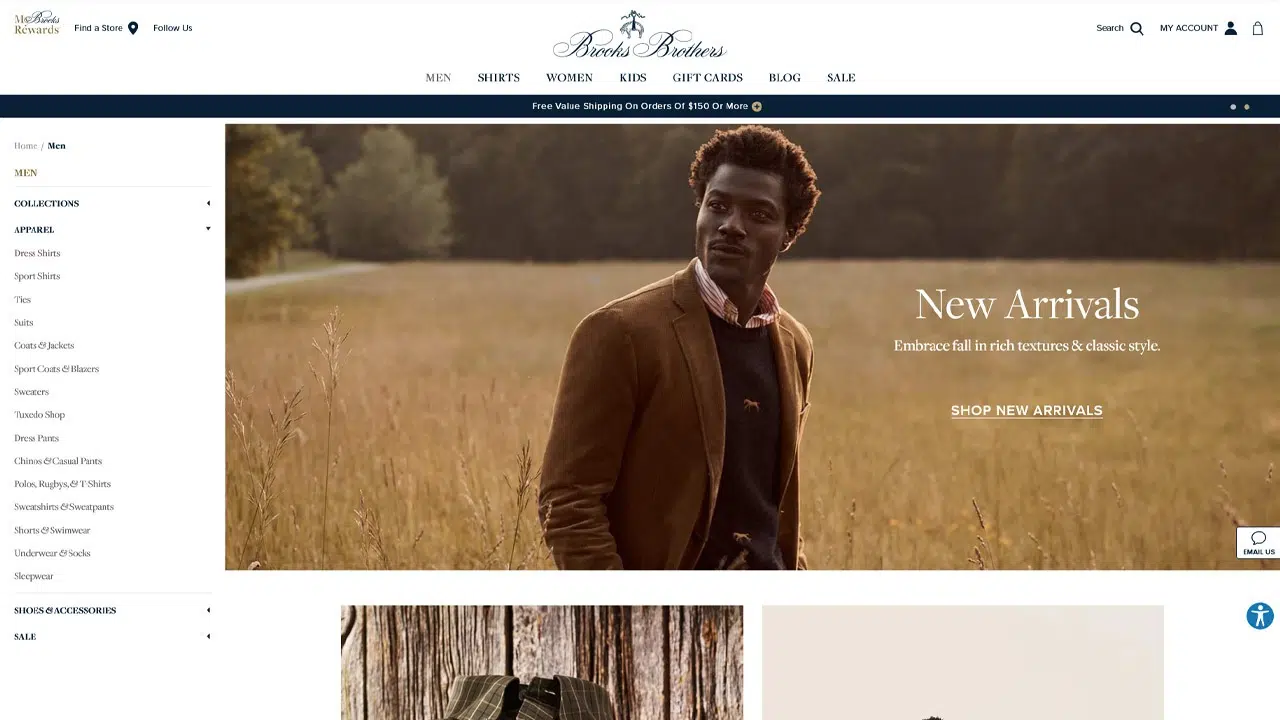 My Brooks Rewards
Find a Store
Follow Us
Brooks Brothers
Search
MY ACCOUNT
MEN
SHIRTS
WOMEN
KIDS
GIFT CARDS
BLOG
SALE
Free Value Shipping On Orders Of $150 Or More
Home / Men
MEN
COLLECTIONS
APPAREL
Dress Shirts
Sport Shirts
Ties
Suits
Coats & Jackets
Sport Coats & Blazers
Sweaters
Tuxedo Shop
Dress Pants
Chinos & Casual Pants
Polos, Rugbys, & T-Shirts
Sweatshirts & Sweatpants
Shorts & Swimwear
Underwear & Socks
Sleepwear
SHOES & ACCESSORIES
SALE
New Arrivals
Embrace fall in rich textures & classic style.
SHOP NEW ARRIVALS
EMAIL US